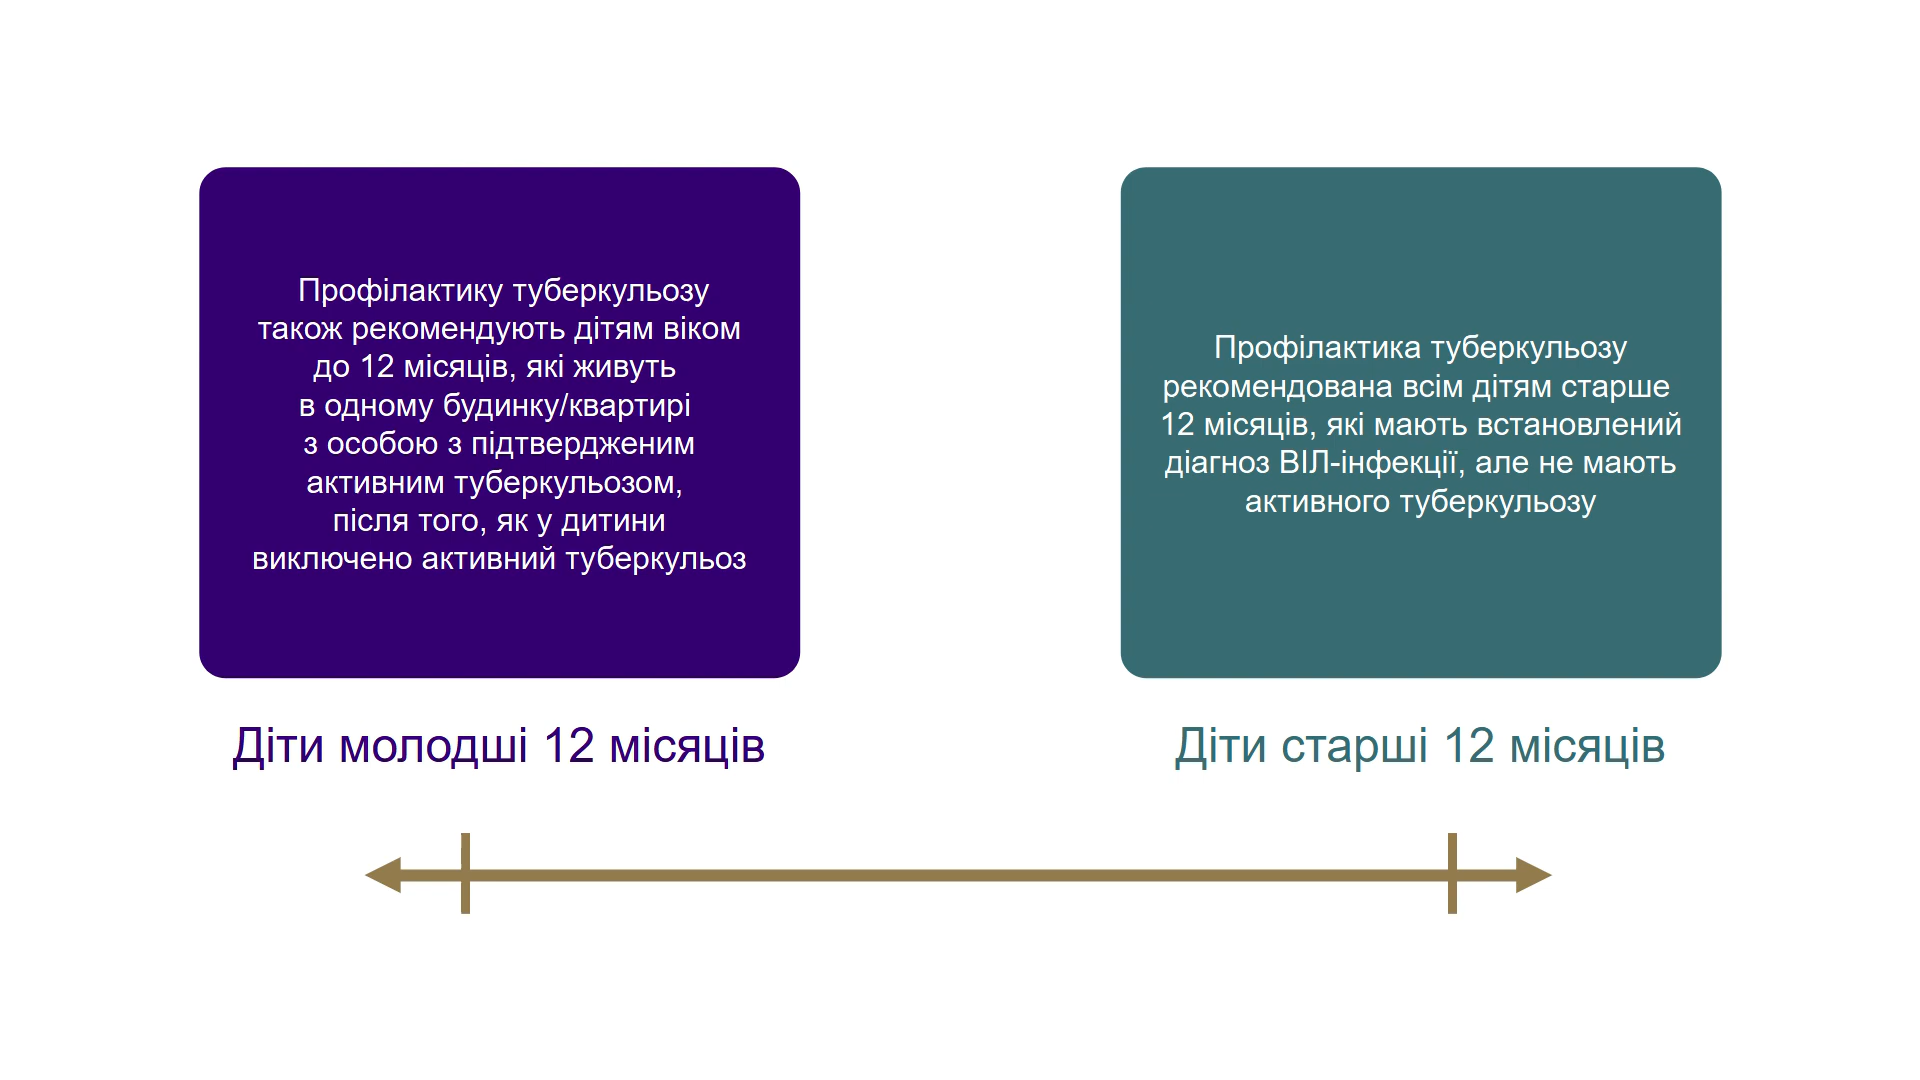 Профілактику туберкульозу
також рекомендують дітям віком
до 12 місяців, які живуть
в одному будинку/квартирі
з особою з підтвердженим
активним туберкульозом,
після того, як у дитини
виключено активний туберкульоз
Діти молодші 12 місяців
Профілактика туберкульозу
рекомендована всім дітям старше
12 місяців, які мають встановлений
діагноз ВІЛ-інфекції, але не мають
активного туберкульозу
Діти старші 12 місяців